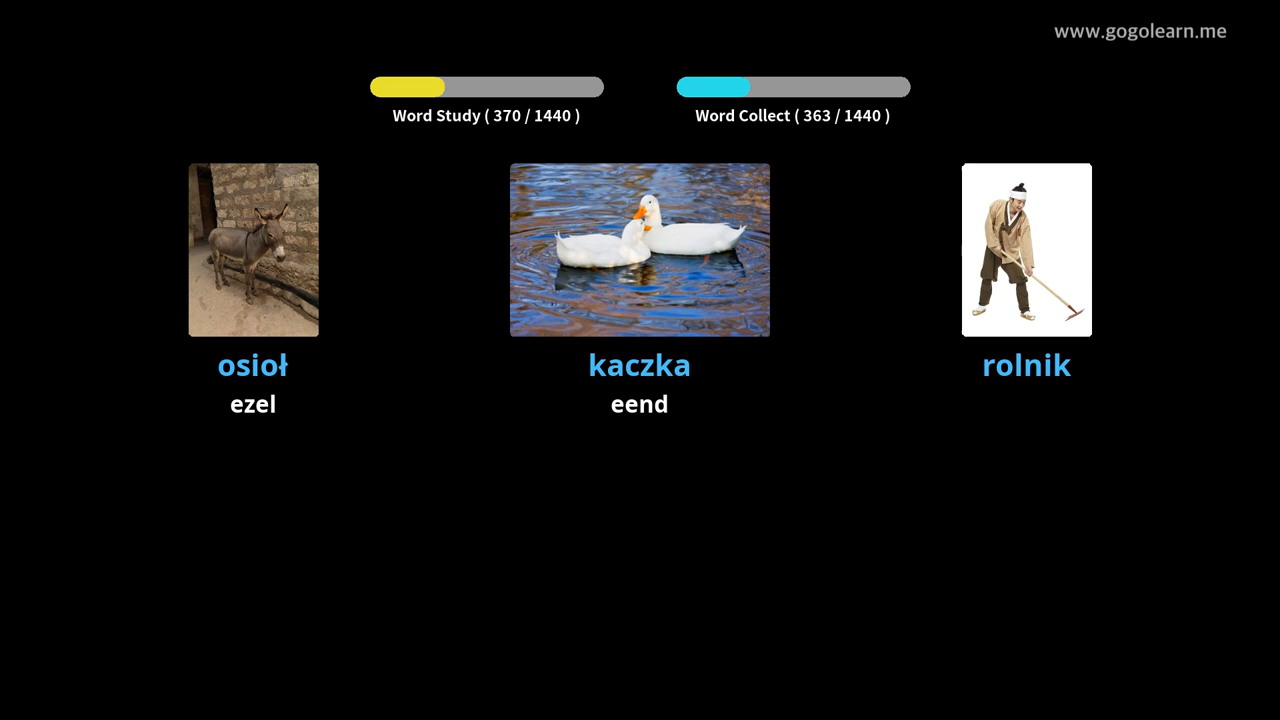 www.gogolearn.me
Word Study ( 370 / 1440 )
Word Collect ( 363 / 1440 )
osioł
kaczka
rolnik
ezel
eend